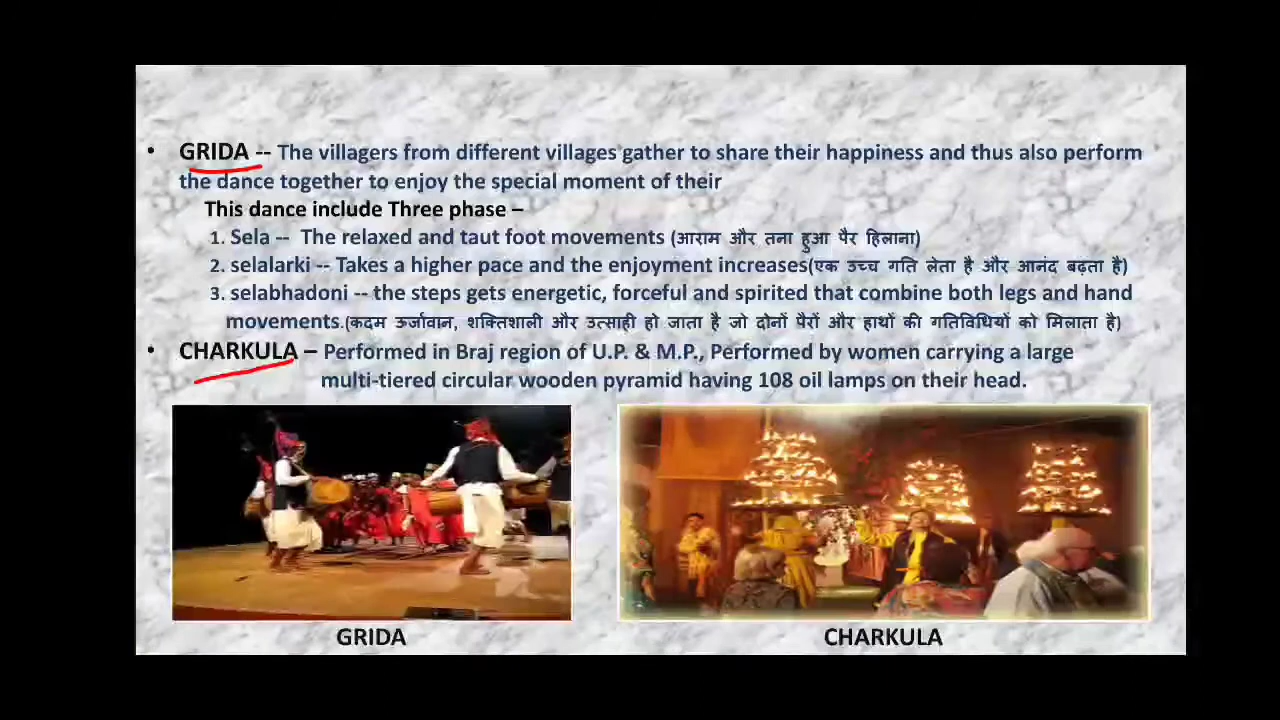 • GRIDA -- The villagers from different villages gather to share their happiness and thus also perform
the dance together to enjoy the special moment of their
This dance include Three phase –
1. Sela -- The relaxed and taut foot movements (आराम और तना हुआ पैर हिलाना)
2. selalarki -- Takes a higher pace and the enjoyment increases(एक उच्च गति लेता है और आनंद बढ़ता है)
3. selabhadoni -- the steps gets energetic, forceful and spirited that combine both legs and hand
movements.(कदम ऊर्जावान, शक्तिशाली और उत्साही हो जाता है जो दोनों पैरों और हाथों की गतिविधियों को मिलाता है)
• CHARKULA – Performed in Braj region of U.P. & M.P., Performed by women carrying a large
multi-tiered circular wooden pyramid having 108 oil lamps on their head.
GRIDA
CHARKULA